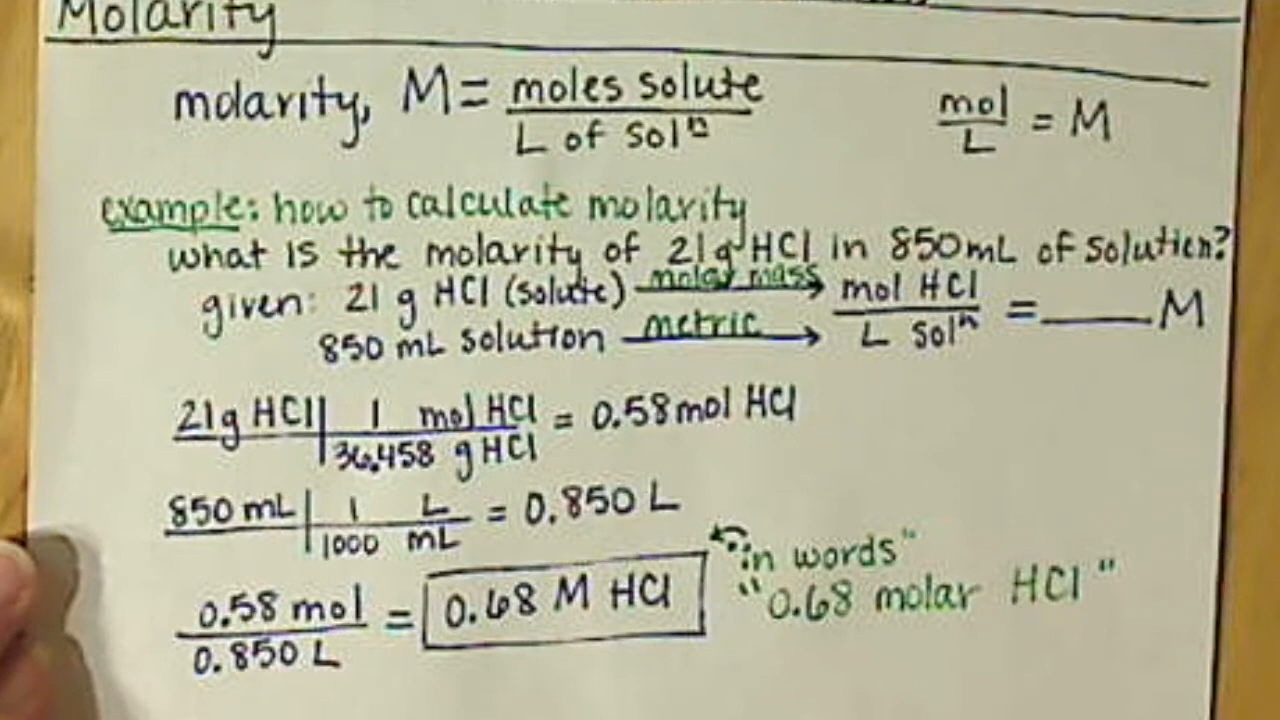 Molarity
molarity, M = moles solute / L of solⁿ mol / L = M
example: how to calculate molarity
what is the molarity of 21g HCl in 850mL of solution?
given: 21 g HCl (solute) molar mass → mol HCl / L solⁿ = ____ M
850 mL solution metric →
21g HCl | 1 mol HCl / 36.458 g HCl = 0.58 mol HCl
850 mL | 1 L / 1000 mL = 0.850 L
0.58 mol / 0.850 L = 0.68 M HCl
"in words"
"0.68 molar HCl"